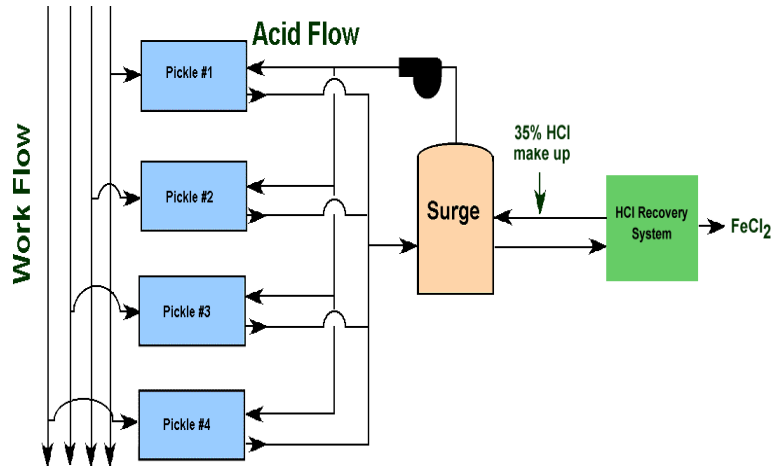 Acid Flow
Work Flow
Pickle #1
Pickle #2
Pickle #3
Pickle #4
Surge
35% HCl
make up
HCl Recovery
System
FeCl₂